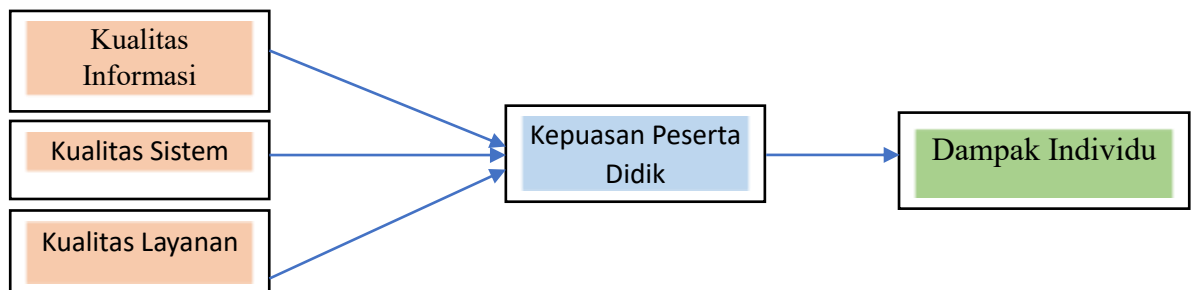 Kualitas
Informasi
Kualitas Sistem
Kualitas Layanan
Kepuasan Peserta
Didik
Dampak Individu